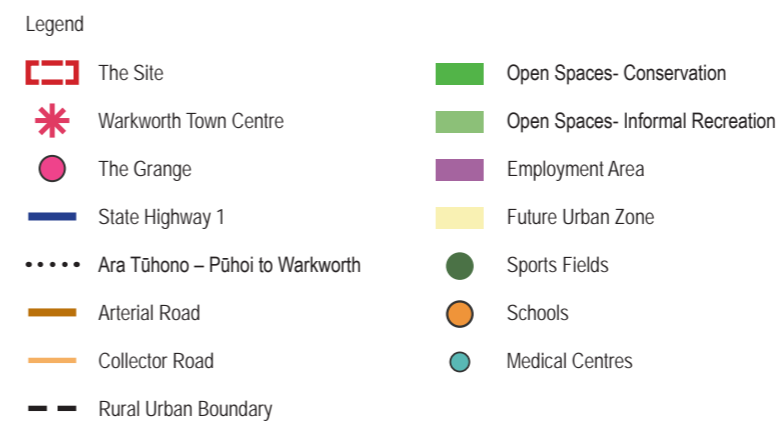 Legend
The Site
Warkworth Town Centre
The Grange
State Highway 1
Ara Tūhono – Pūhoi to Warkworth
Arterial Road
Collector Road
Rural Urban Boundary
Open Spaces- Conservation
Open Spaces- Informal Recreation
Employment Area
Future Urban Zone
Sports Fields
Schools
Medical Centres